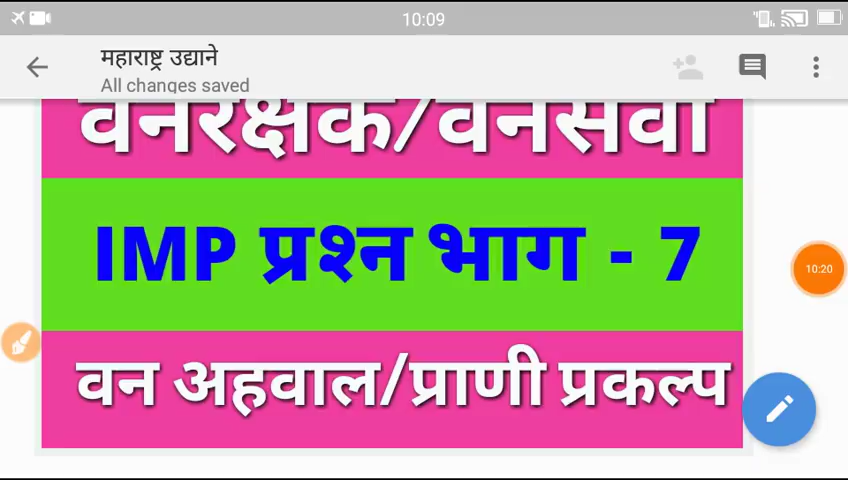 10:09
महाराष्ट्र उद्याने
All changes saved
वनरक्षक/वनसेवा
IMP प्रश्न भाग - 7
10:20
वन अहवाल/प्राणी प्रकल्प